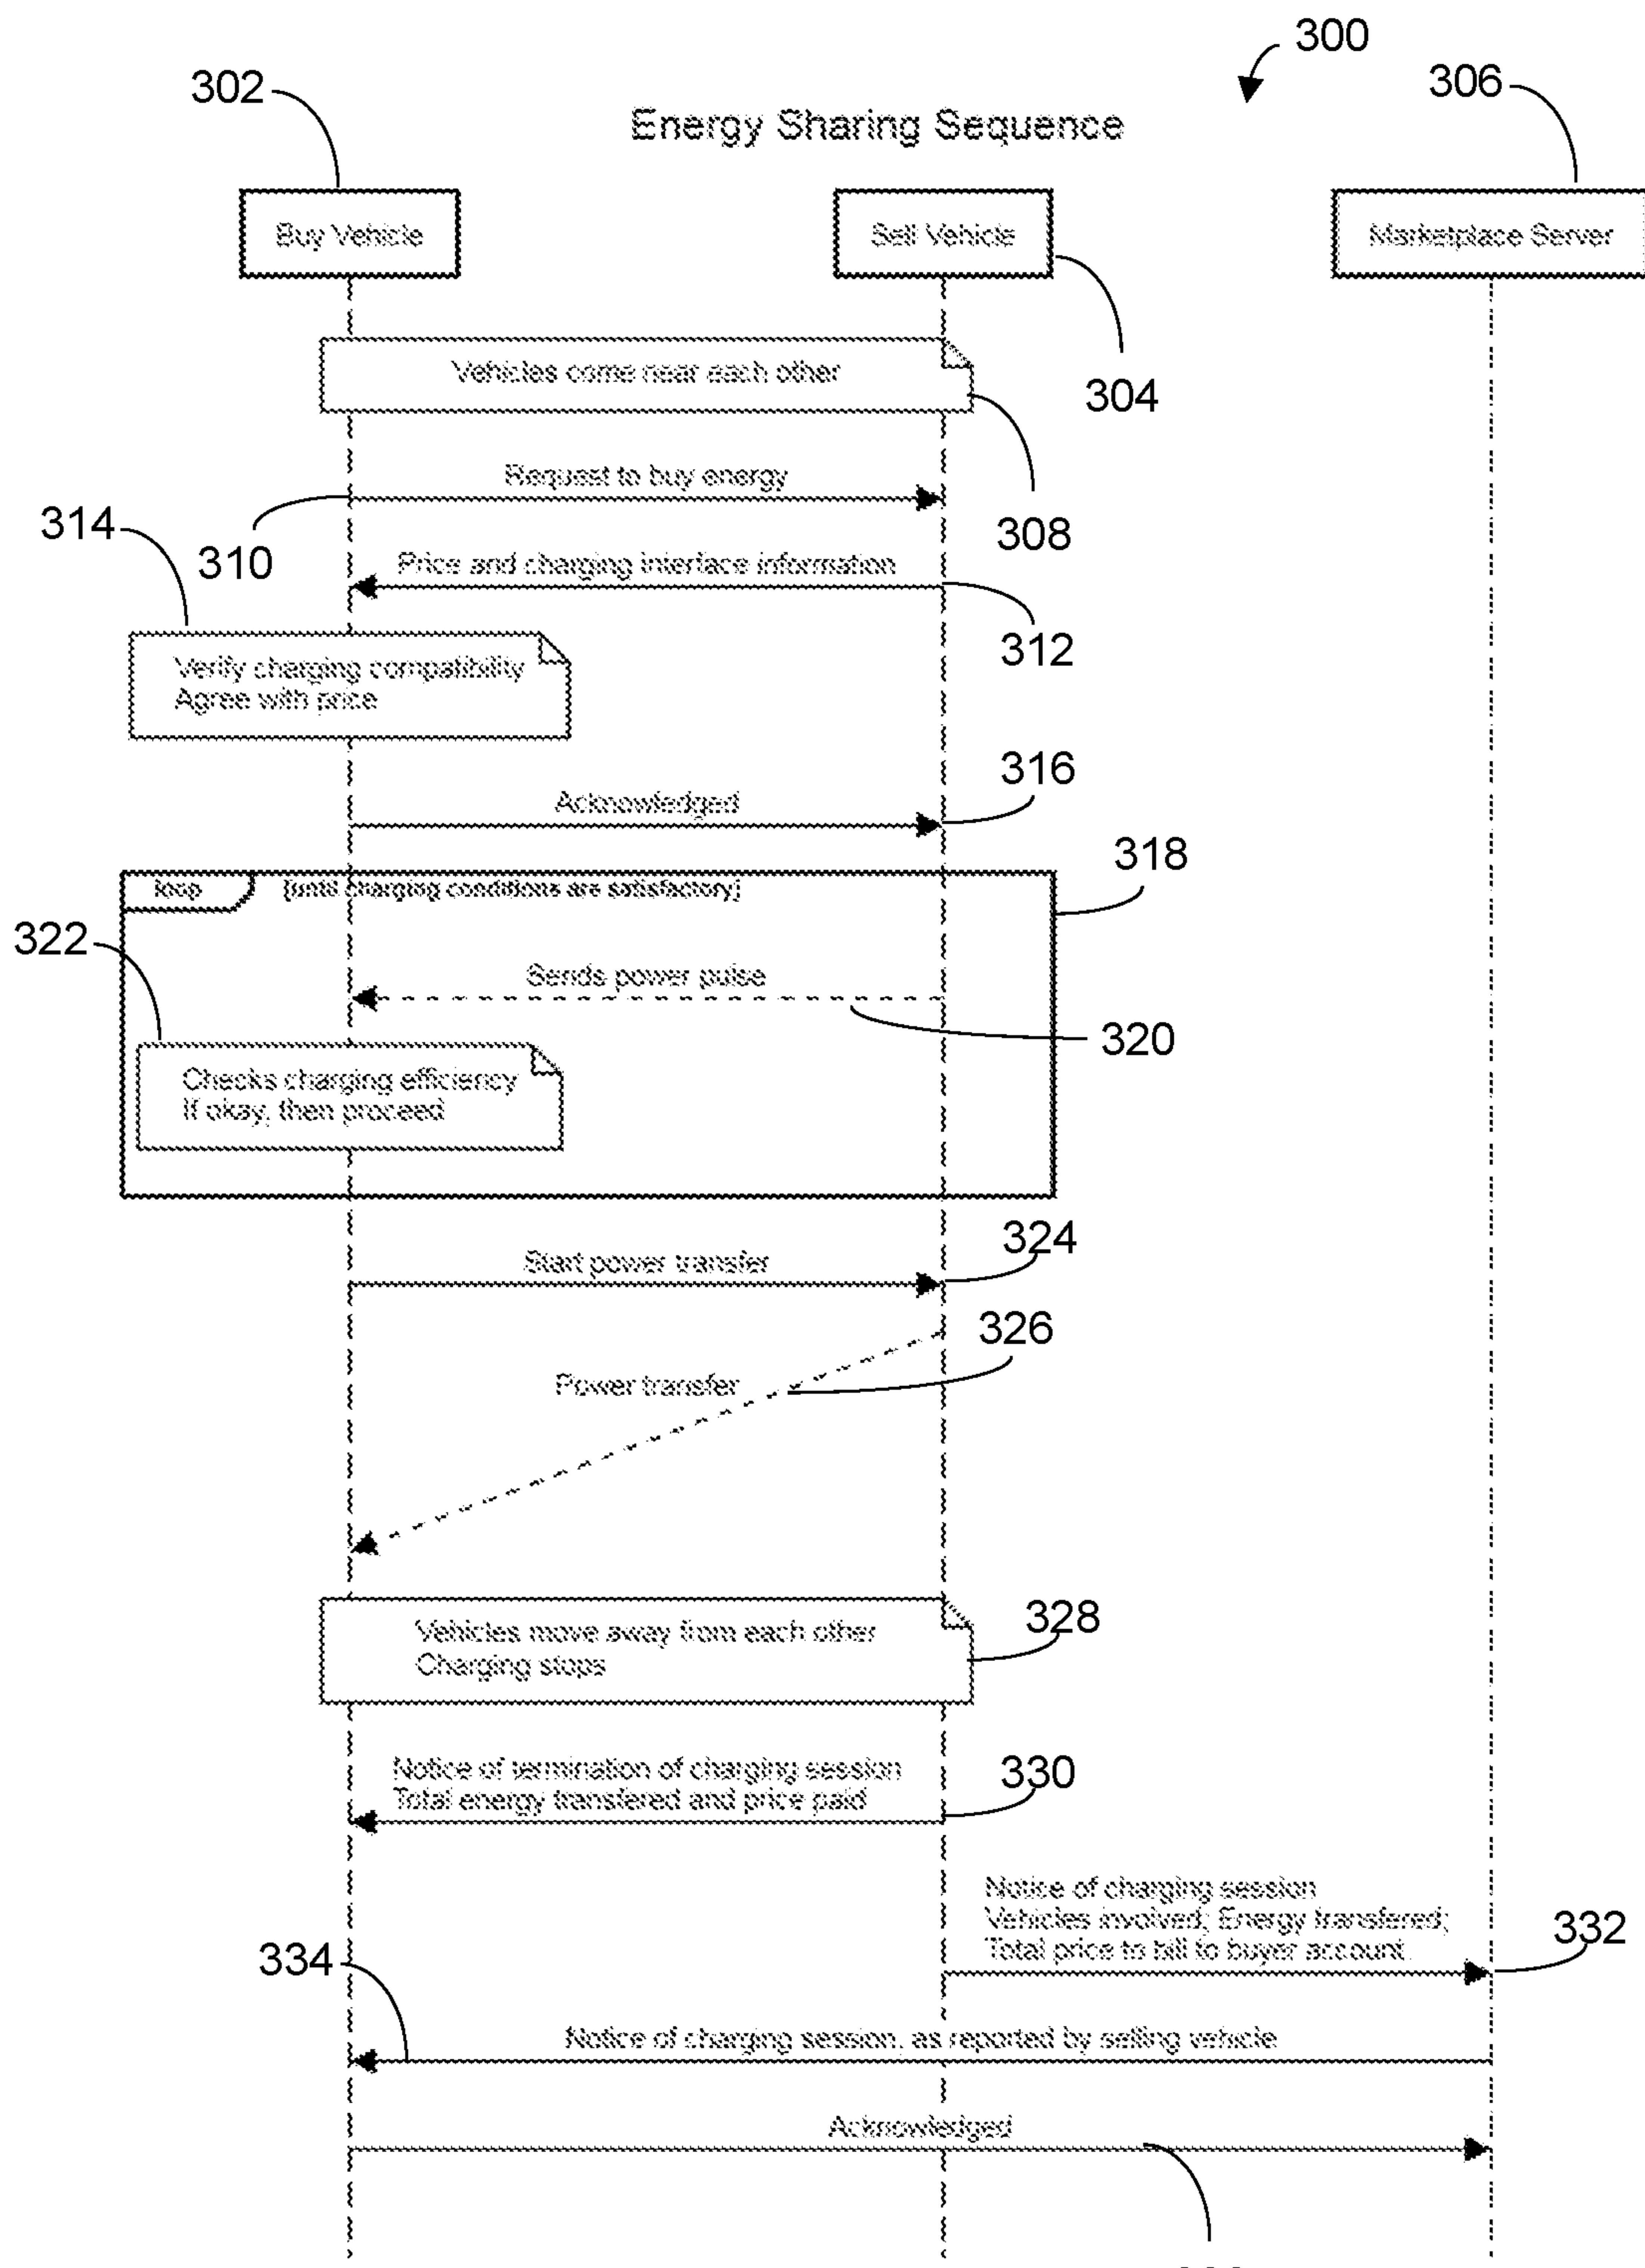 300
302
306
Energy Sharing Sequence
Buy Vehicle
Sell Vehicle
Marketplace Server
304
Vehicles come near each other
308
Request to buy energy
310
314
Price and charging interface information
312
Verify charging compatibility
Agree with price
316
Acknowledged
318
loop
[until charging conditions are satisfactory]
322
Sends power pulse
320
Checks charging efficiency
If okay, then proceed
324
Start power transfer
326
Power transfer
328
Vehicles move away from each other
Charging stops
330
Notice of termination of charging session
Total energy transfered and price paid
Notice of charging session
Vehicles involved; Energy transfered;
Total price to bill to buyer account
332
334
Notice of charging session, as reported by selling vehicle
Acknowledged